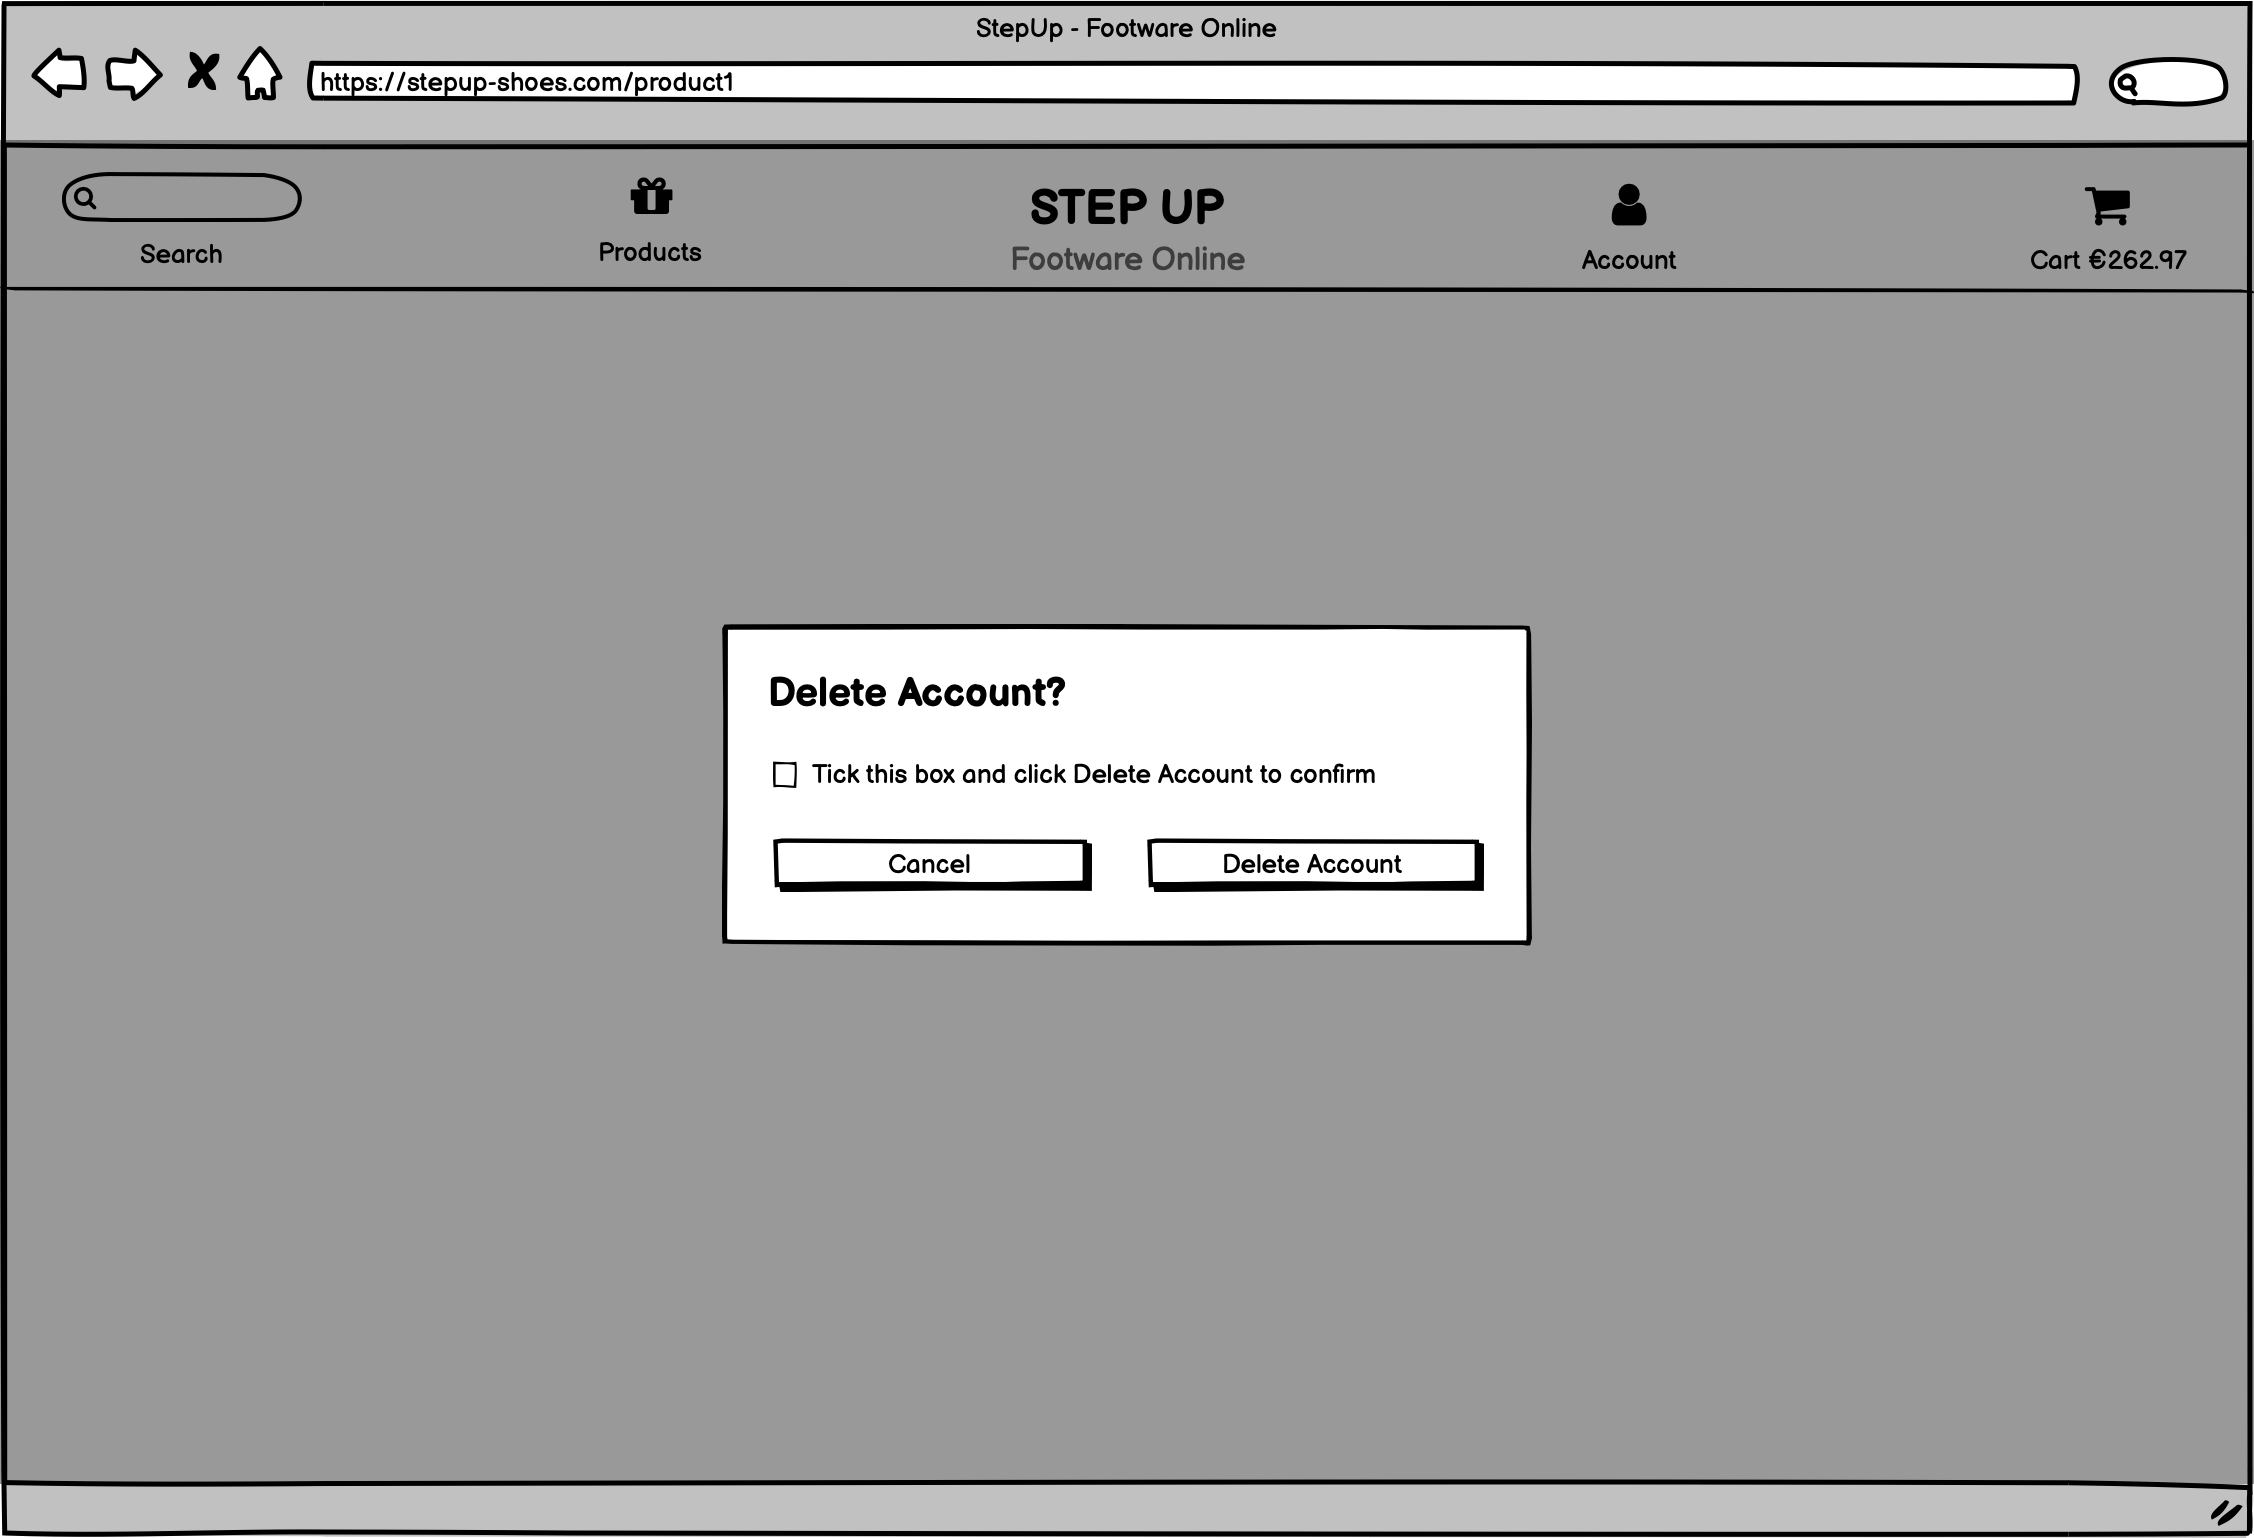 StepUp - Footware Online
https://stepup-shoes.com/product1
STEP UP
Search
Products
Footware Online
Account
Cart €262.97
Delete Account?
Tick this box and click Delete Account to confirm
Cancel
Delete Account